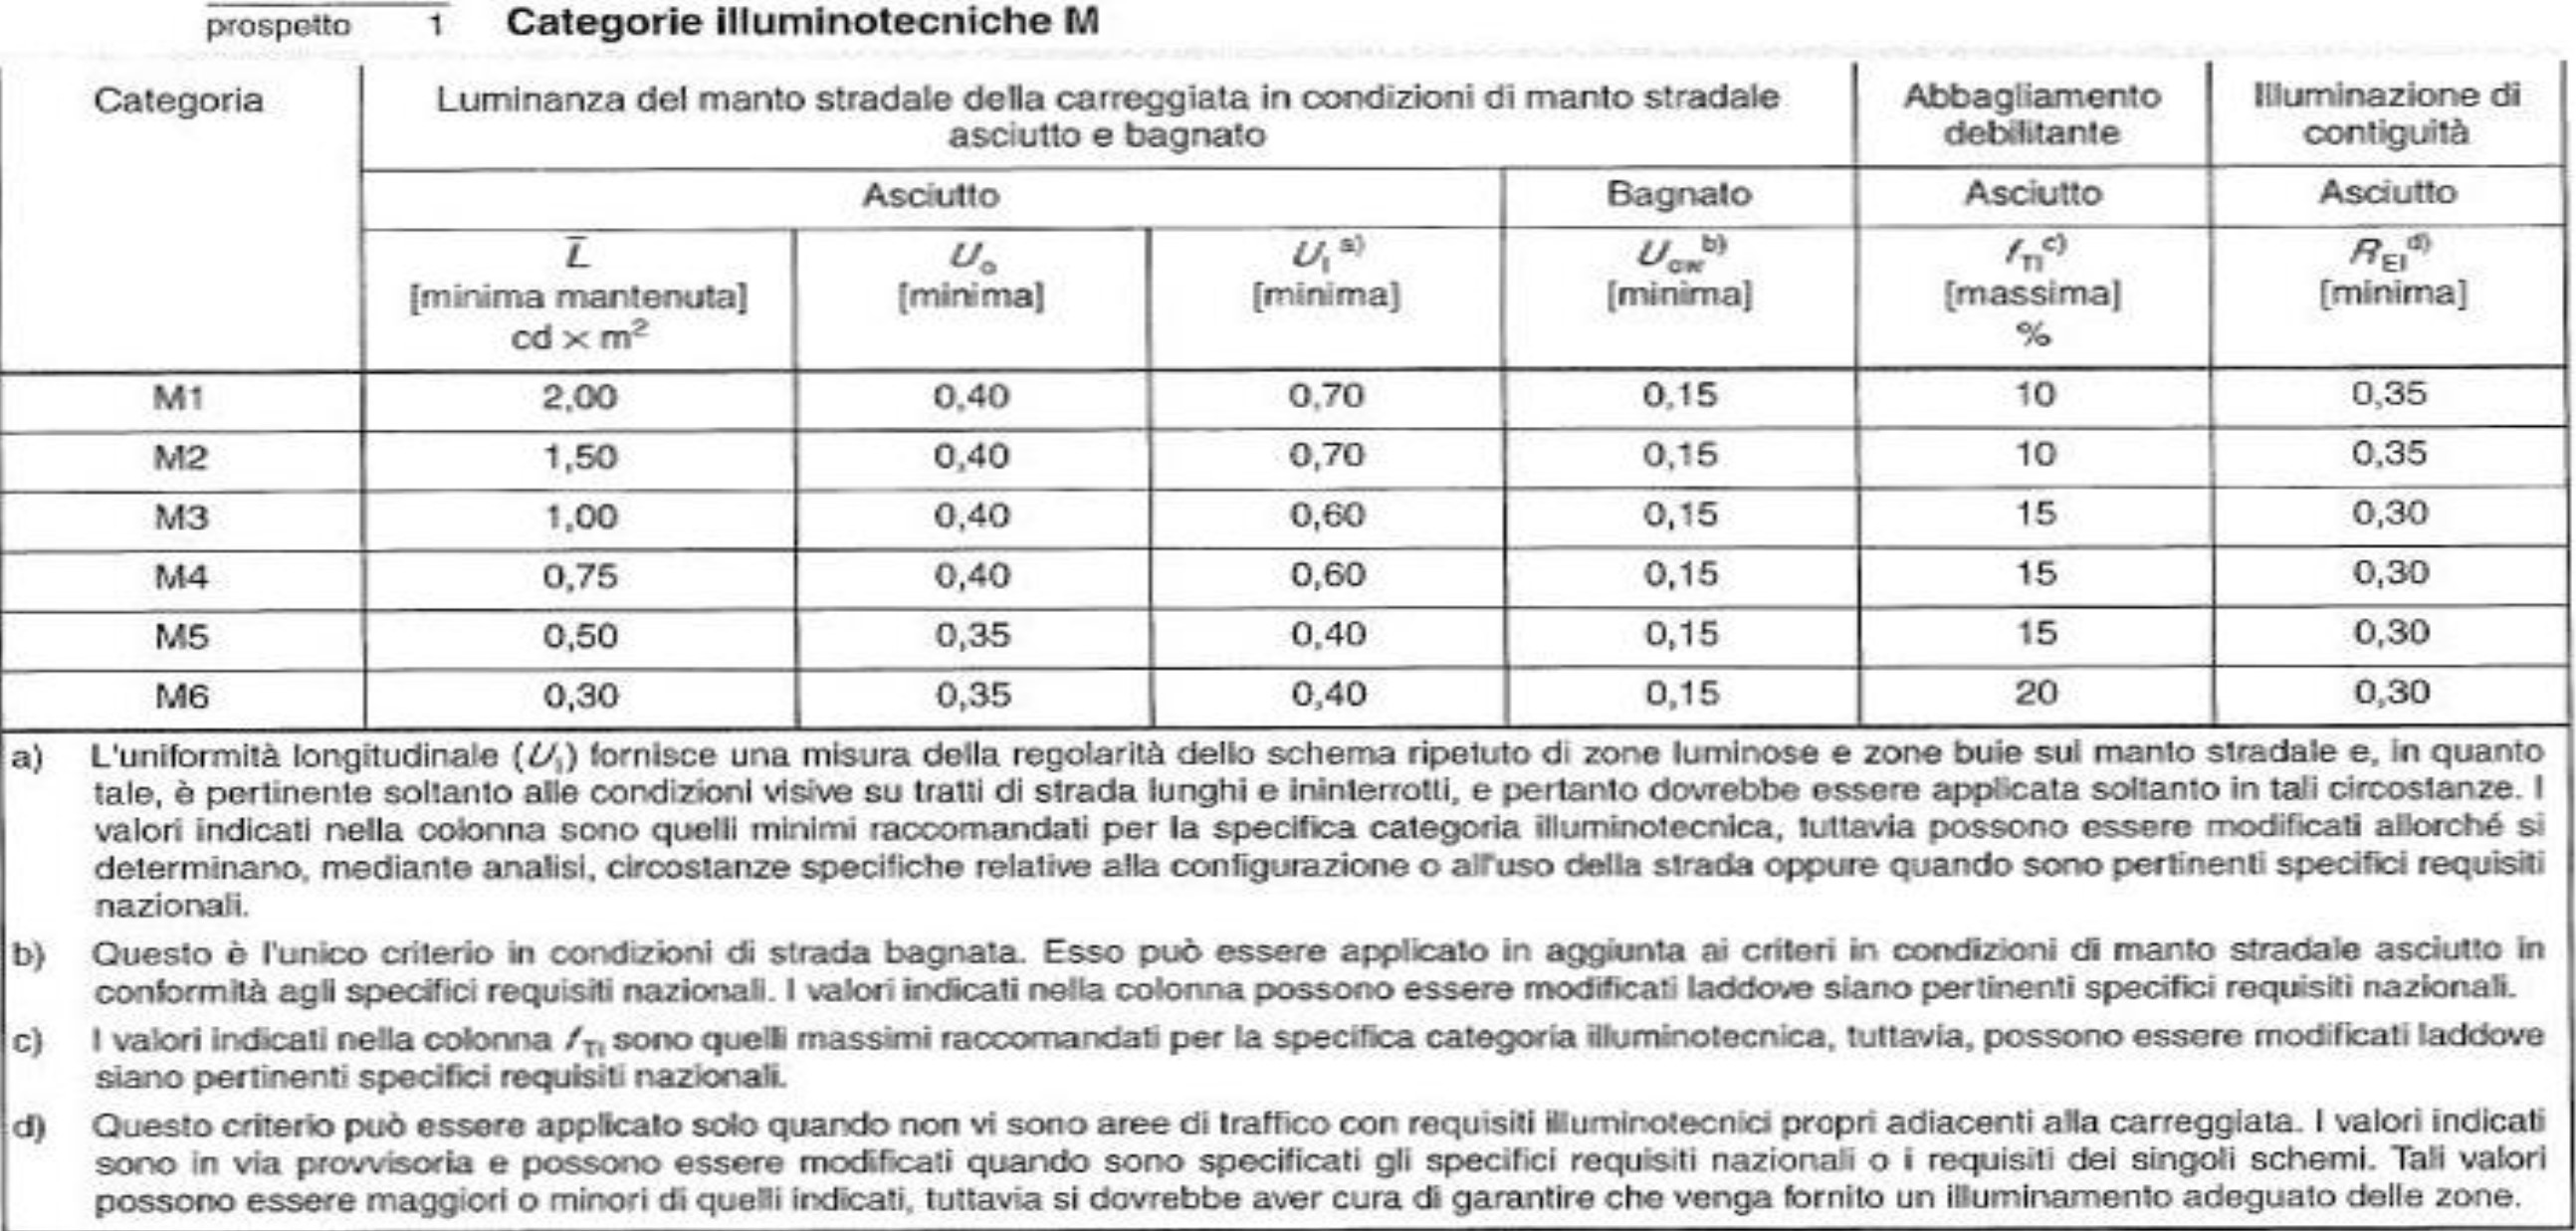 prospetto 1 Categorie illuminotecniche M
Categoria Luminanza del manto stradale della carreggiata in condizioni di manto stradale asciutto e bagnato Abbagliamento debilitante Illuminazione di contiguità
Asciutto Bagnato Asciutto Asciutto
L̅ [minima mantenuta] cd × m² Uₒ [minima] Uₗ a) [minima] Uow b) [minima] fTI c) [massima] % REI d) [minima]
M1 2,00 0,40 0,70 0,15 10 0,35
M2 1,50 0,40 0,70 0,15 10 0,35
M3 1,00 0,40 0,60 0,15 15 0,30
M4 0,75 0,40 0,60 0,15 15 0,30
M5 0,50 0,35 0,40 0,15 15 0,30
M6 0,30 0,35 0,40 0,15 20 0,30
a) L'uniformità longitudinale (Uₗ) fornisce una misura della regolarità dello schema ripetuto di zone luminose e zone buie sul manto stradale e, in quanto
tale, è pertinente soltanto alle condizioni visive su tratti di strada lunghi e ininterrotti, e pertanto dovrebbe essere applicata soltanto in tali circostanze. I
valori indicati nella colonna sono quelli minimi raccomandati per la specifica categoria illuminotecnica, tuttavia possono essere modificati allorché si
determinano, mediante analisi, circostanze specifiche relative alla configurazione o all'uso della strada oppure quando sono pertinenti specifici requisiti
nazionali.
b) Questo è l'unico criterio in condizioni di strada bagnata. Esso può essere applicato in aggiunta ai criteri in condizioni di manto stradale asciutto in
conformità agli specifici requisiti nazionali. I valori indicati nella colonna possono essere modificati laddove siano pertinenti specifici requisiti nazionali.
c) I valori indicati nella colonna fTI sono quelli massimi raccomandati per la specifica categoria illuminotecnica, tuttavia, possono essere modificati laddove
siano pertinenti specifici requisiti nazionali.
d) Questo criterio può essere applicato solo quando non vi sono aree di traffico con requisiti illuminotecnici propri adiacenti alla carreggiata. I valori indicati
sono in via provvisoria e possono essere modificati quando sono specificati gli specifici requisiti nazionali o i requisiti dei singoli schemi. Tali valori
possono essere maggiori o minori di quelli indicati, tuttavia si dovrebbe aver cura di garantire che venga fornito un illuminamento adeguato delle zone.